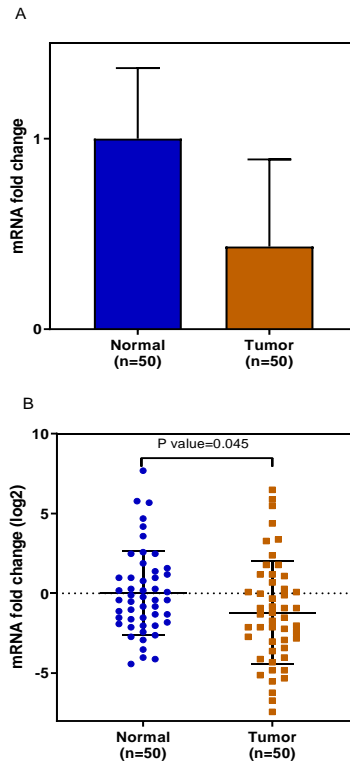 A
mRNA fold change
1
0
Normal
(n=50)
Tumor
(n=50)
B
mRNA fold change (log2)
10
5
0
-5
P value=0.045
Normal
(n=50)
Tumor
(n=50)